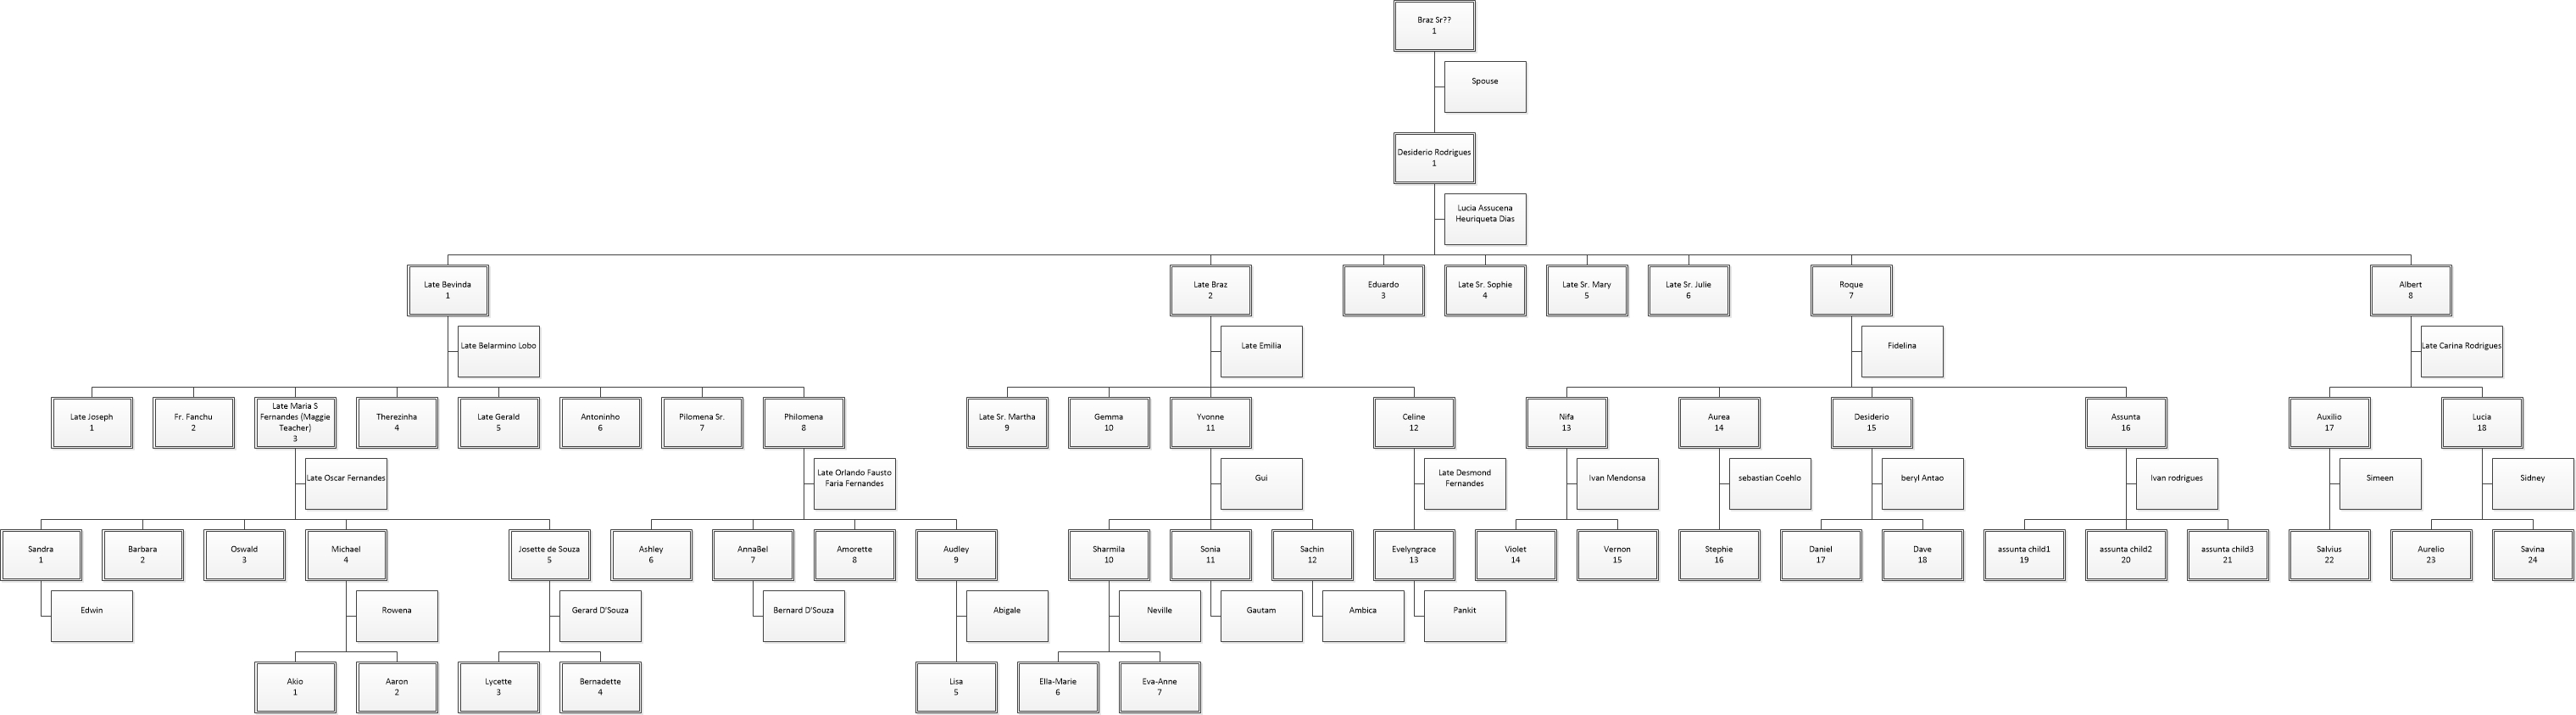 Braz Sr??
1
Spouse
Desiderio Rodrigues
1
Lucia Assucena
Heuriqueta Dias
Late Bevinda
1
Late Braz
2
Eduardo
3
Late Sr. Sophie
4
Late Sr. Mary
5
Late Sr. Julie
6
Roque
7
Albert
8
Late Belarmino Lobo
Late Emilia
Fidelina
Late Carina Rodrigues
Late Joseph
1
Fr. Fanchu
2
Late Maria S
Fernandes (Maggie
Teacher)
3
Therezinha
4
Late Gerald
5
Antoninho
6
Pilomena Sr.
7
Philomena
8
Late Sr. Martha
9
Gemma
10
Yvonne
11
Celine
12
Nifa
13
Aurea
14
Desiderio
15
Assunta
16
Auxilio
17
Lucia
18
Late Oscar Fernandes
Late Orlando Fausto
Faria Fernandes
Gui
Late Desmond
Fernandes
Ivan Mendonsa
sebastian Coehlo
beryl Antao
Ivan rodrigues
Simeen
Sidney
Sandra
1
Barbara
2
Oswald
3
Michael
4
Josette de Souza
5
Ashley
6
AnnaBel
7
Amorette
8
Audley
9
Sharmila
10
Sonia
11
Sachin
12
Evelyngrace
13
Violet
14
Vernon
15
Stephie
16
Daniel
17
Dave
18
assunta child1
19
assunta child2
20
assunta child3
21
Salvius
22
Aurelio
23
Savina
24
Edwin
Rowena
Gerard D'Souza
Bernard D'Souza
Abigale
Neville
Gautam
Ambica
Pankit
Akio
1
Aaron
2
Lycette
3
Bernadette
4
Lisa
5
Ella-Marie
6
Eva-Anne
7